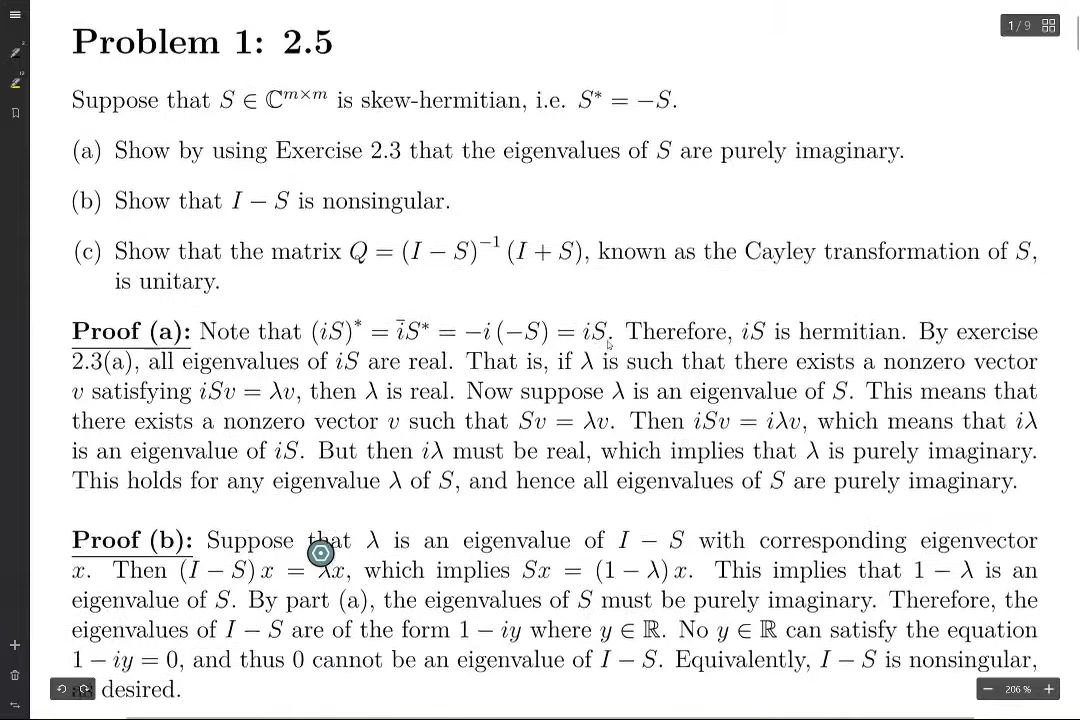 Problem 1: 2.5
1 / 9
Suppose that S ∈ ℂᵐˣᵐ is skew-hermitian, i.e. S* = −S.
(a) Show by using Exercise 2.3 that the eigenvalues of S are purely imaginary.
(b) Show that I − S is nonsingular.
(c) Show that the matrix Q = (I − S)⁻¹ (I + S), known as the Cayley transformation of S,
is unitary.
Proof (a): Note that (iS)* = i̅S* = −i (−S) = iS. Therefore, iS is hermitian. By exercise
2.3(a), all eigenvalues of iS are real. That is, if λ is such that there exists a nonzero vector
v satisfying iSv = λv, then λ is real. Now suppose λ is an eigenvalue of S. This means that
there exists a nonzero vector v such that Sv = λv. Then iSv = iλv, which means that iλ
is an eigenvalue of iS. But then iλ must be real, which implies that λ is purely imaginary.
This holds for any eigenvalue λ of S, and hence all eigenvalues of S are purely imaginary.
Proof (b): Suppose that λ is an eigenvalue of I − S with corresponding eigenvector
x. Then (I − S) x = λx, which implies Sx = (1 − λ) x. This implies that 1 − λ is an
eigenvalue of S. By part (a), the eigenvalues of S must be purely imaginary. Therefore, the
eigenvalues of I − S are of the form 1 − iy where y ∈ ℝ. No y ∈ ℝ can satisfy the equation
1 − iy = 0, and thus 0 cannot be an eigenvalue of I − S. Equivalently, I − S is nonsingular,
desired.
206 %